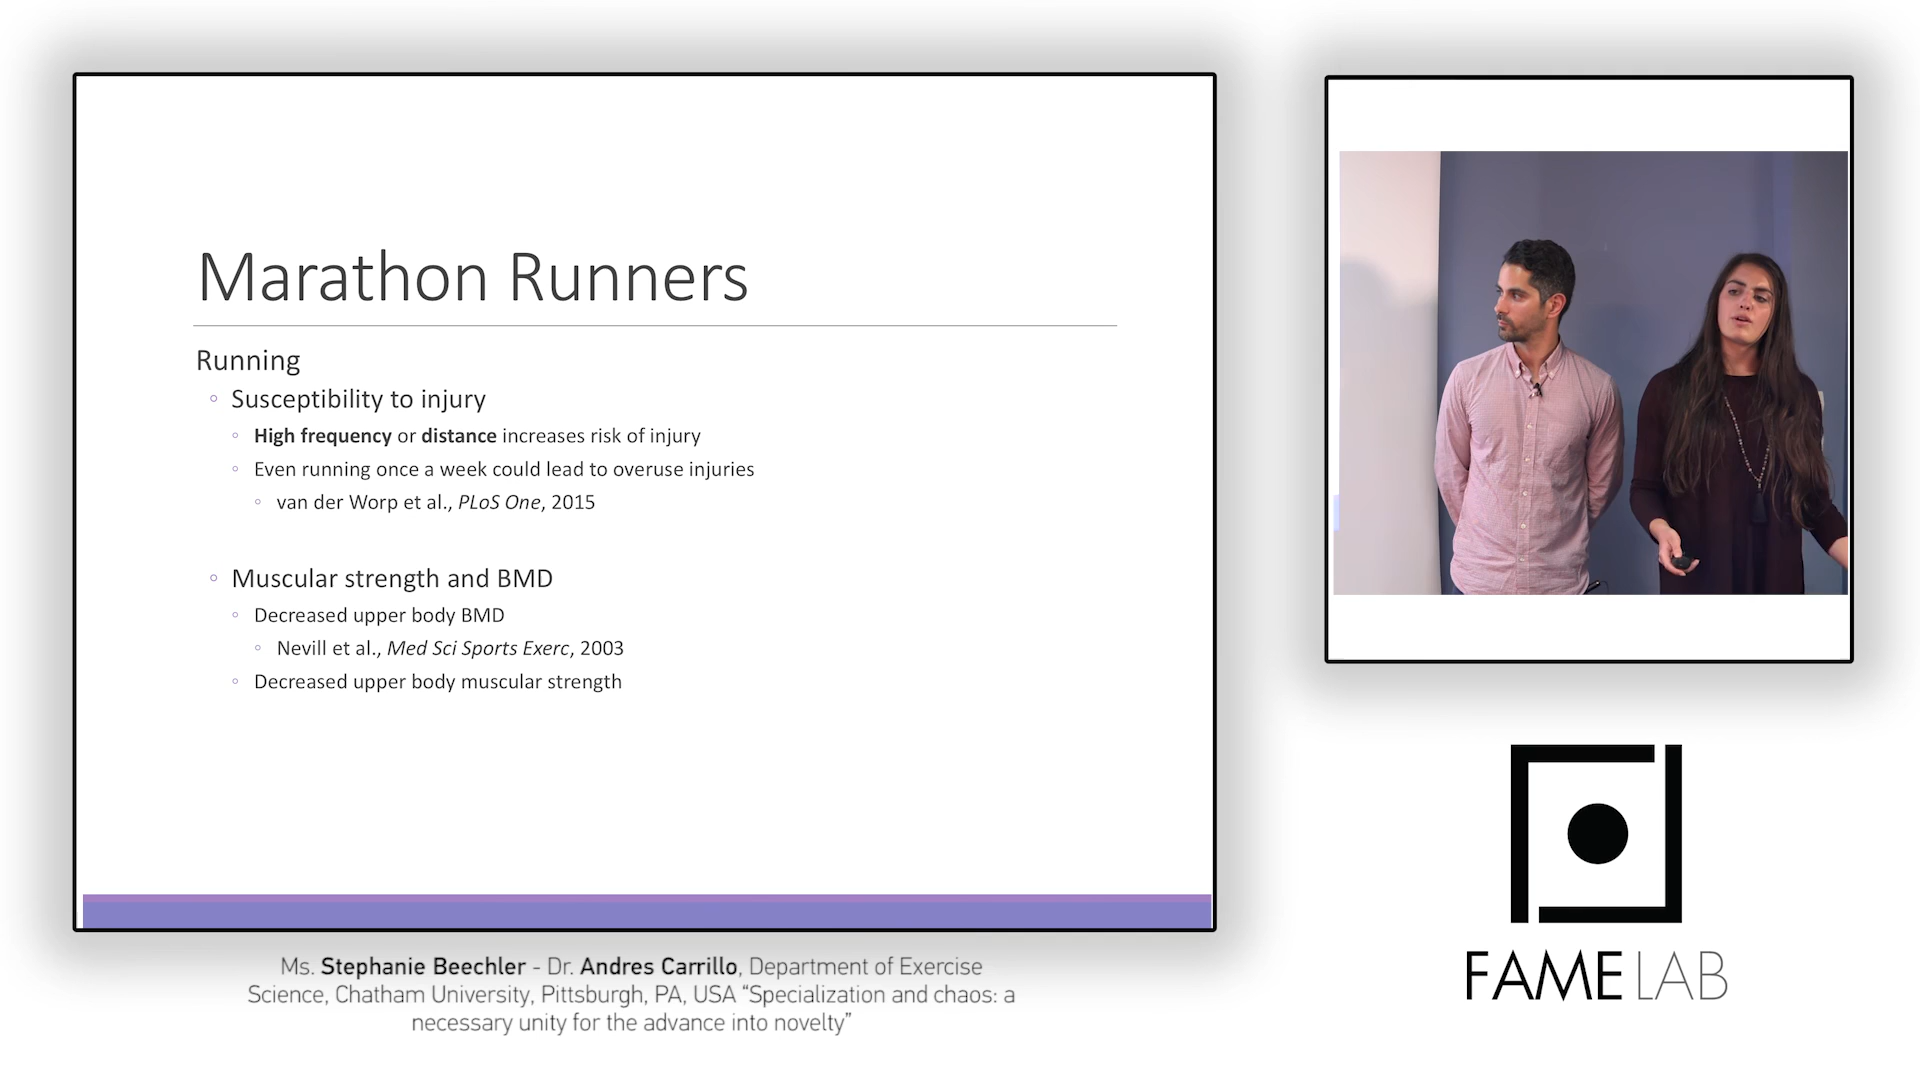 Marathon Runners
Running
Susceptibility to injury
High frequency or distance increases risk of injury
Even running once a week could lead to overuse injuries
van der Worp et al., PLoS One, 2015
Muscular strength and BMD
Decreased upper body BMD
Nevill et al., Med Sci Sports Exerc, 2003
Decreased upper body muscular strength
Ms. Stephanie Beechler - Dr. Andres Carrillo, Department of Exercise
Science, Chatham University, Pittsburgh, PA, USA “Specialization and chaos: a
necessary unity for the advance into novelty”
FAME LAB